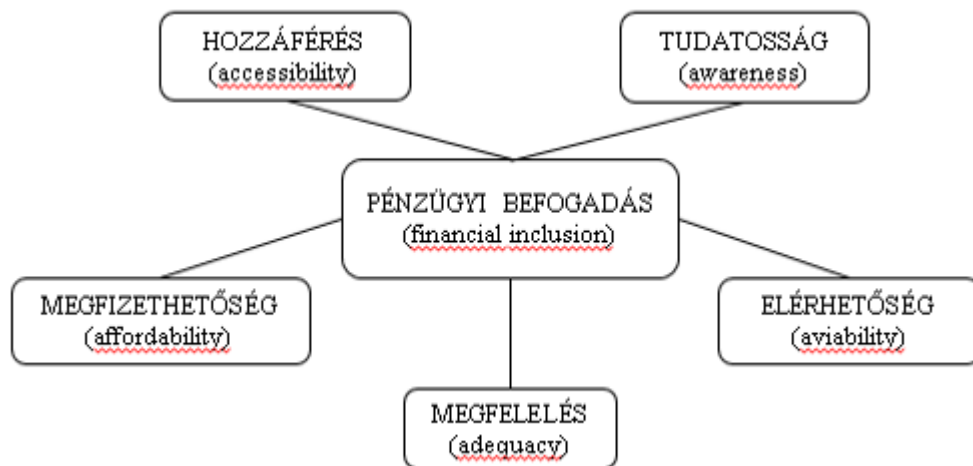 HOZZÁFÉRÉS
(accessibility)
TUDATOSSÁG
(awareness)
PÉNZÜGYI BEFOGADÁS
(financial inclusion)
MEGFIZETHETŐSÉG
(affordability)
ELÉRHETŐSÉG
(aviability)
MEGFELELÉS
(adequacy)